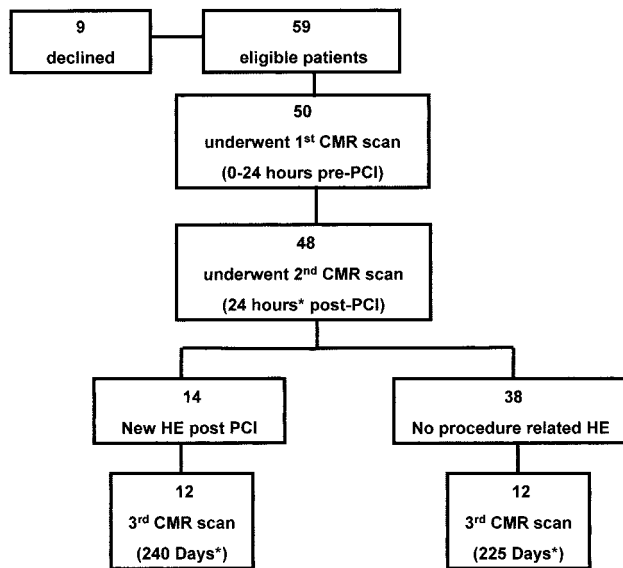 9
declined
59
eligible patients
50
underwent 1st CMR scan
(0-24 hours pre-PCI)
48
underwent 2nd CMR scan
(24 hours* post-PCI)
14
New HE post PCI
38
No procedure related HE
12
3rd CMR scan
(240 Days*)
12
3rd CMR scan
(225 Days*)